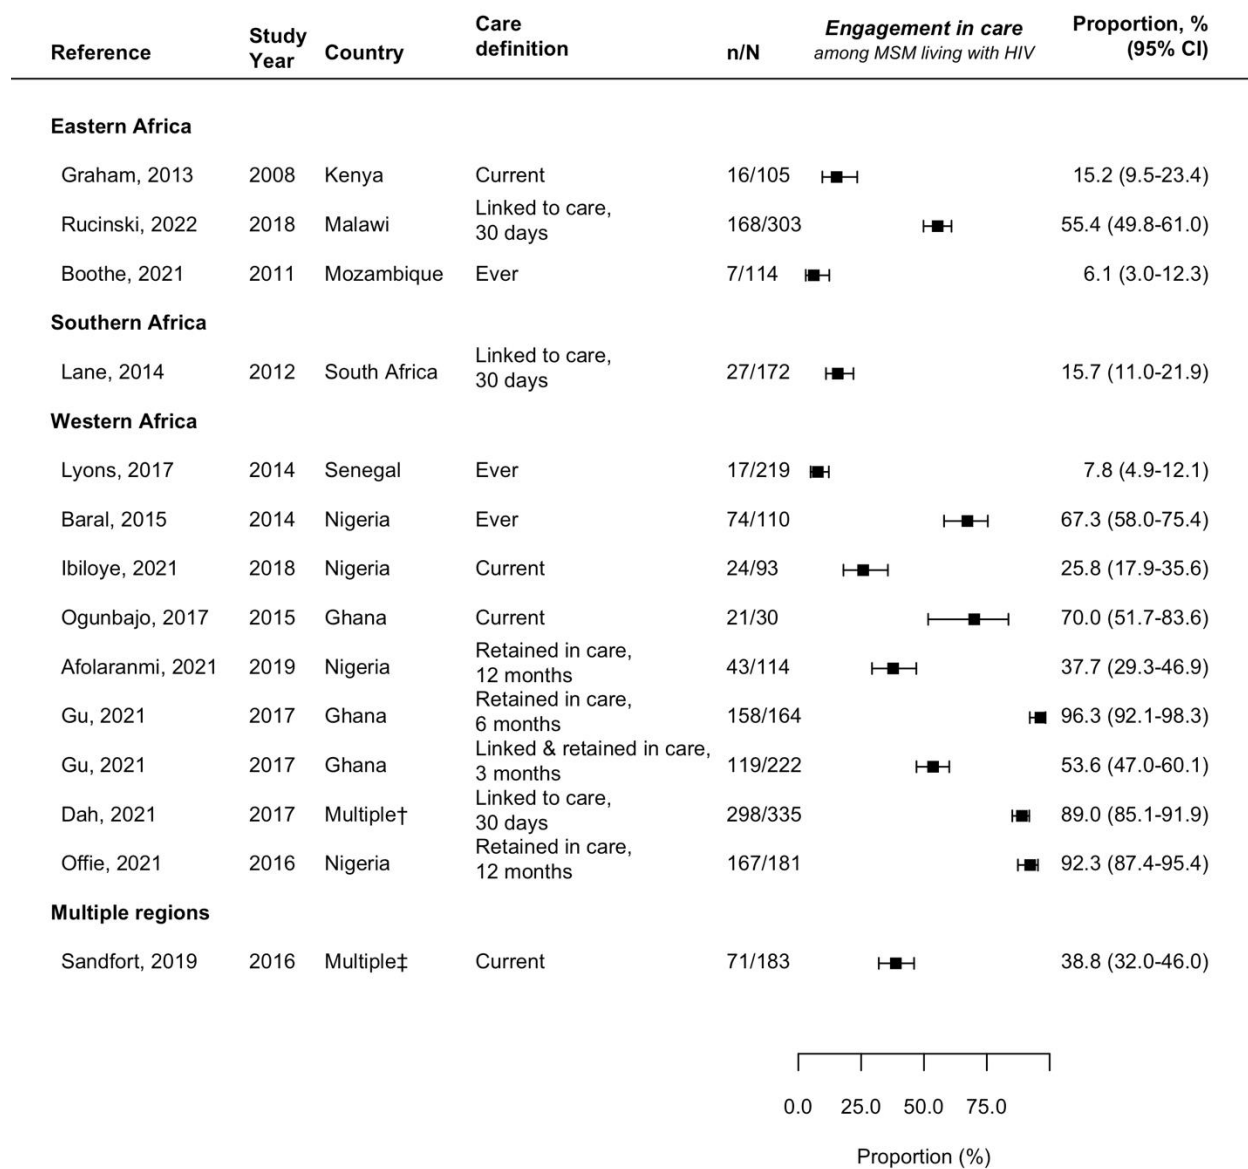 Reference Study Year Country Care definition n/N Engagement in care among MSM living with HIV Proportion, % (95% CI)
Eastern Africa
Graham, 2013 2008 Kenya Current 16/105 15.2 (9.5-23.4)
Rucinski, 2022 2018 Malawi Linked to care, 30 days 168/303 55.4 (49.8-61.0)
Boothe, 2021 2011 Mozambique Ever 7/114 6.1 (3.0-12.3)
Southern Africa
Lane, 2014 2012 South Africa Linked to care, 30 days 27/172 15.7 (11.0-21.9)
Western Africa
Lyons, 2017 2014 Senegal Ever 17/219 7.8 (4.9-12.1)
Baral, 2015 2014 Nigeria Ever 74/110 67.3 (58.0-75.4)
Ibiloye, 2021 2018 Nigeria Current 24/93 25.8 (17.9-35.6)
Ogunbajo, 2017 2015 Ghana Current 21/30 70.0 (51.7-83.6)
Afolaranmi, 2021 2019 Nigeria Retained in care, 12 months 43/114 37.7 (29.3-46.9)
Gu, 2021 2017 Ghana Retained in care, 6 months 158/164 96.3 (92.1-98.3)
Gu, 2021 2017 Ghana Linked & retained in care, 3 months 119/222 53.6 (47.0-60.1)
Dah, 2021 2017 Multiple† Linked to care, 30 days 298/335 89.0 (85.1-91.9)
Offie, 2021 2016 Nigeria Retained in care, 12 months 167/181 92.3 (87.4-95.4)
Multiple regions
Sandfort, 2019 2016 Multiple‡ Current 71/183 38.8 (32.0-46.0)
0.0 25.0 50.0 75.0
Proportion (%)